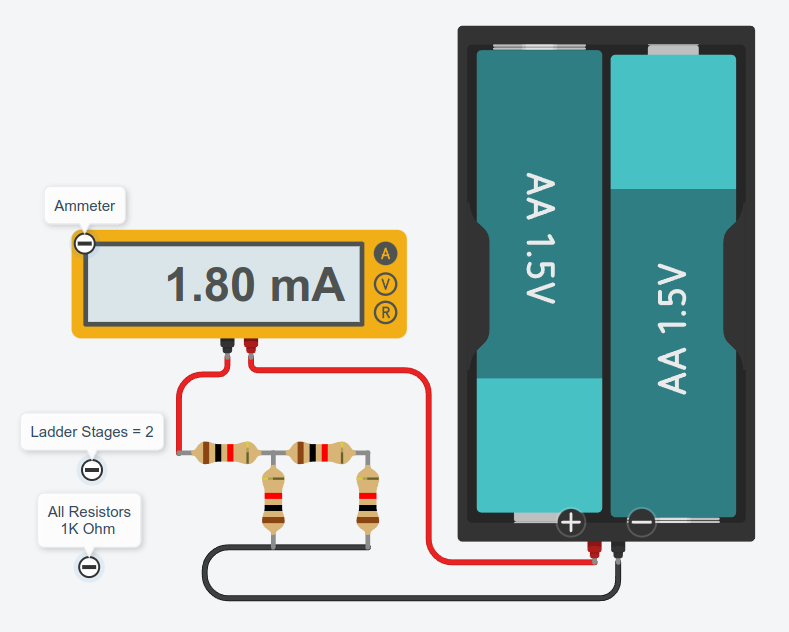 Ammeter
1.80 mA
A
V
R
Ladder Stages = 2
All Resistors
1K Ohm
AA 1.5V
AA 1.5V
+
−